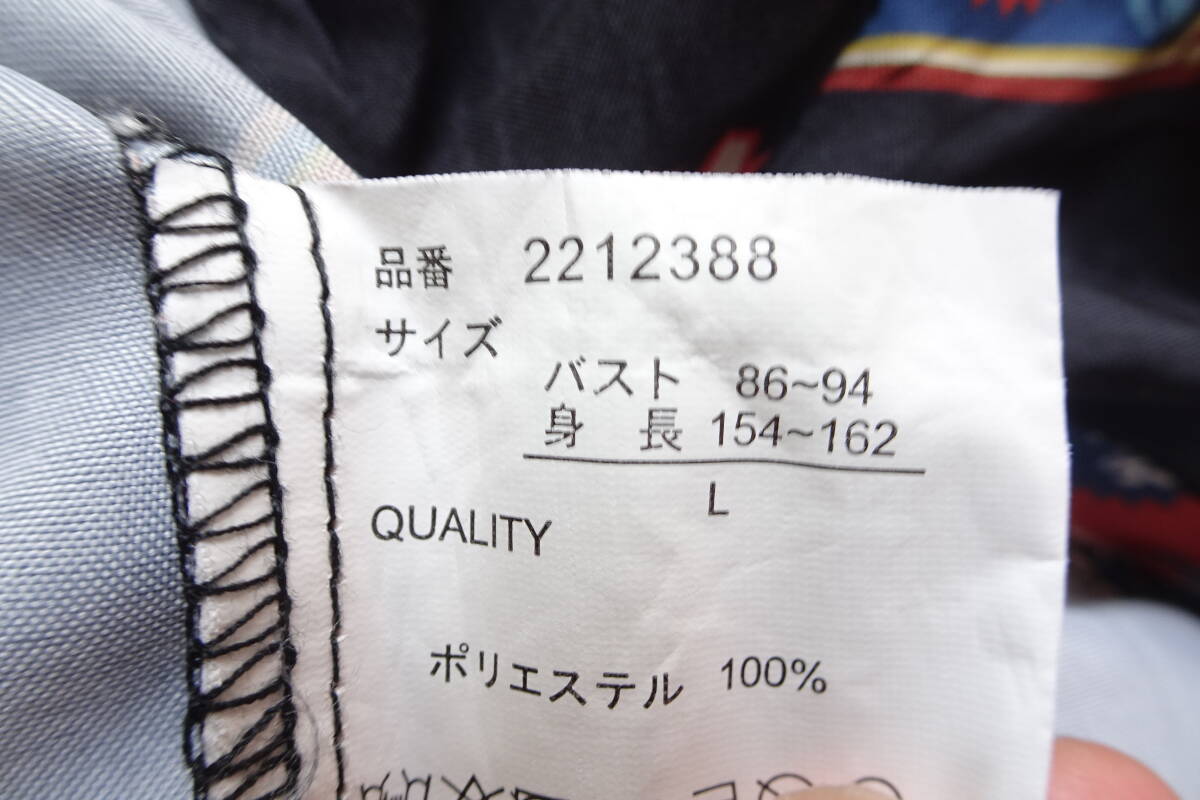 品番 2212388
サイズ
バスト 86~94
身長 154~162
L
QUALITY
ポリエステル 100%